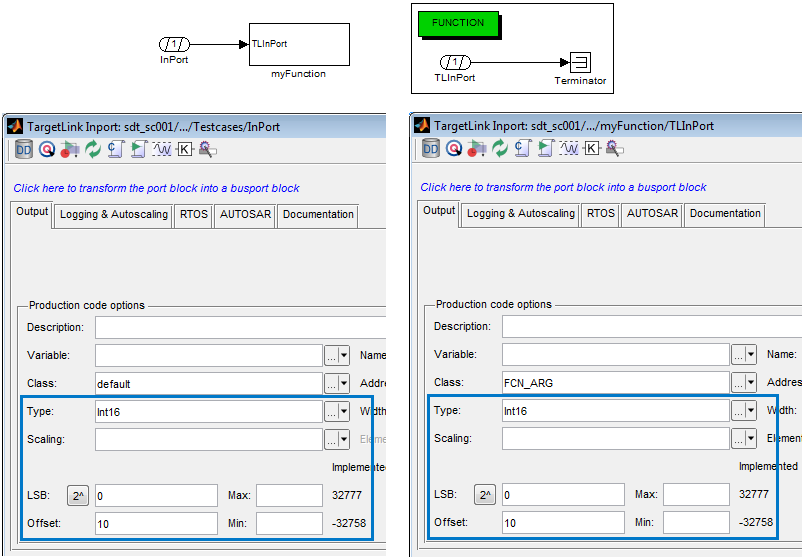 FUNCTION
1
InPort
TLInPort
myFunction
1
TLInPort
Terminator
TargetLink Inport: sdt_sc001/.../Testcases/InPort
DD
K
Click here to transform the port block into a busport block
Output
Logging & Autoscaling
RTOS
AUTOSAR
Documentation
Production code options
Description:
Variable:
...
Name
Class:
default
...
Addre
Type:
Int16
...
Width
Scaling:
...
Eleme
Implemented
LSB:
2^
0
Max:
32777
Offset:
10
Min:
-32758
TargetLink Inport: sdt_sc001/.../myFunction/TLInPort
DD
K
Click here to transform the port block into a busport block
Output
Logging & Autoscaling
RTOS
AUTOSAR
Documentation
Production code options
Description:
Variable:
...
Name:
Class:
FCN_ARG
...
Addres
Type:
Int16
...
Width:
Scaling:
...
Element
Implemented
LSB:
2^
0
Max:
32777
Offset:
10
Min:
-32758